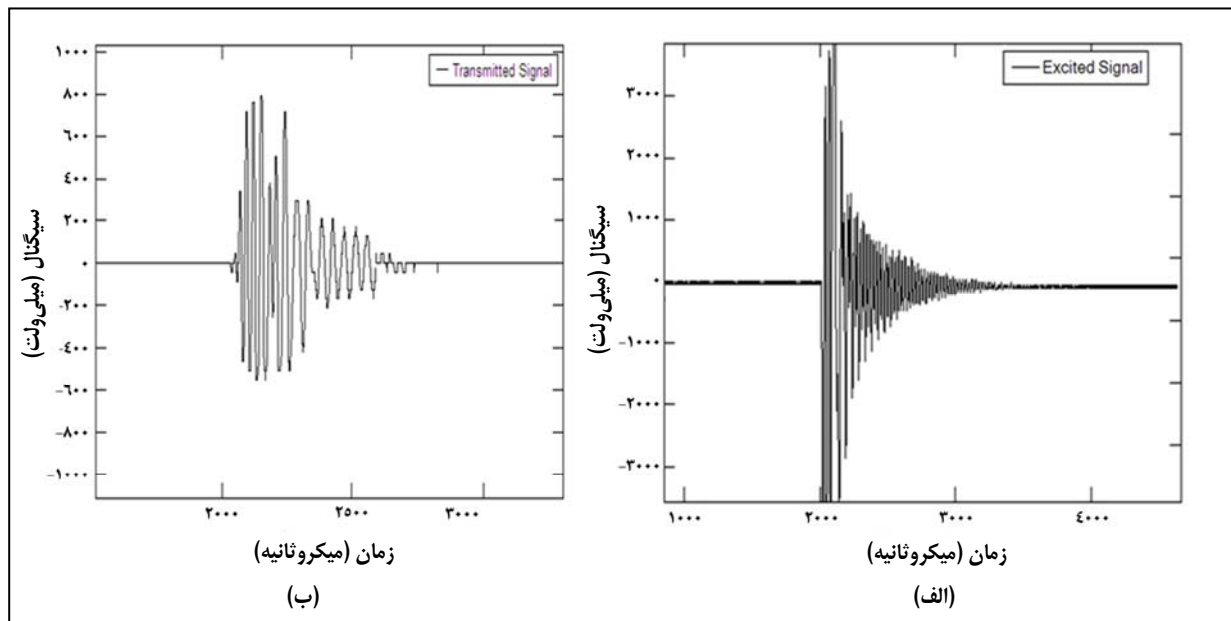 Transmitted Signal
۱۰۰۰
۸۰۰
۶۰۰
۴۰۰
۲۰۰
۰
-۲۰۰
-۴۰۰
-۶۰۰
-۸۰۰
-۱۰۰۰
سیگنال (میلی‌ولت)
۲۰۰۰ ۲۵۰۰ ۳۰۰۰
زمان (میکروثانیه)
(ب)
Excited Signal
۳۰۰۰
۲۰۰۰
۱۰۰۰
۰
-۱۰۰۰
-۲۰۰۰
-۳۰۰۰
سیگنال (میلی‌ولت)
۱۰۰۰ ۲۰۰۰ ۳۰۰۰ ۴۰۰۰
زمان (میکروثانیه)
(الف)